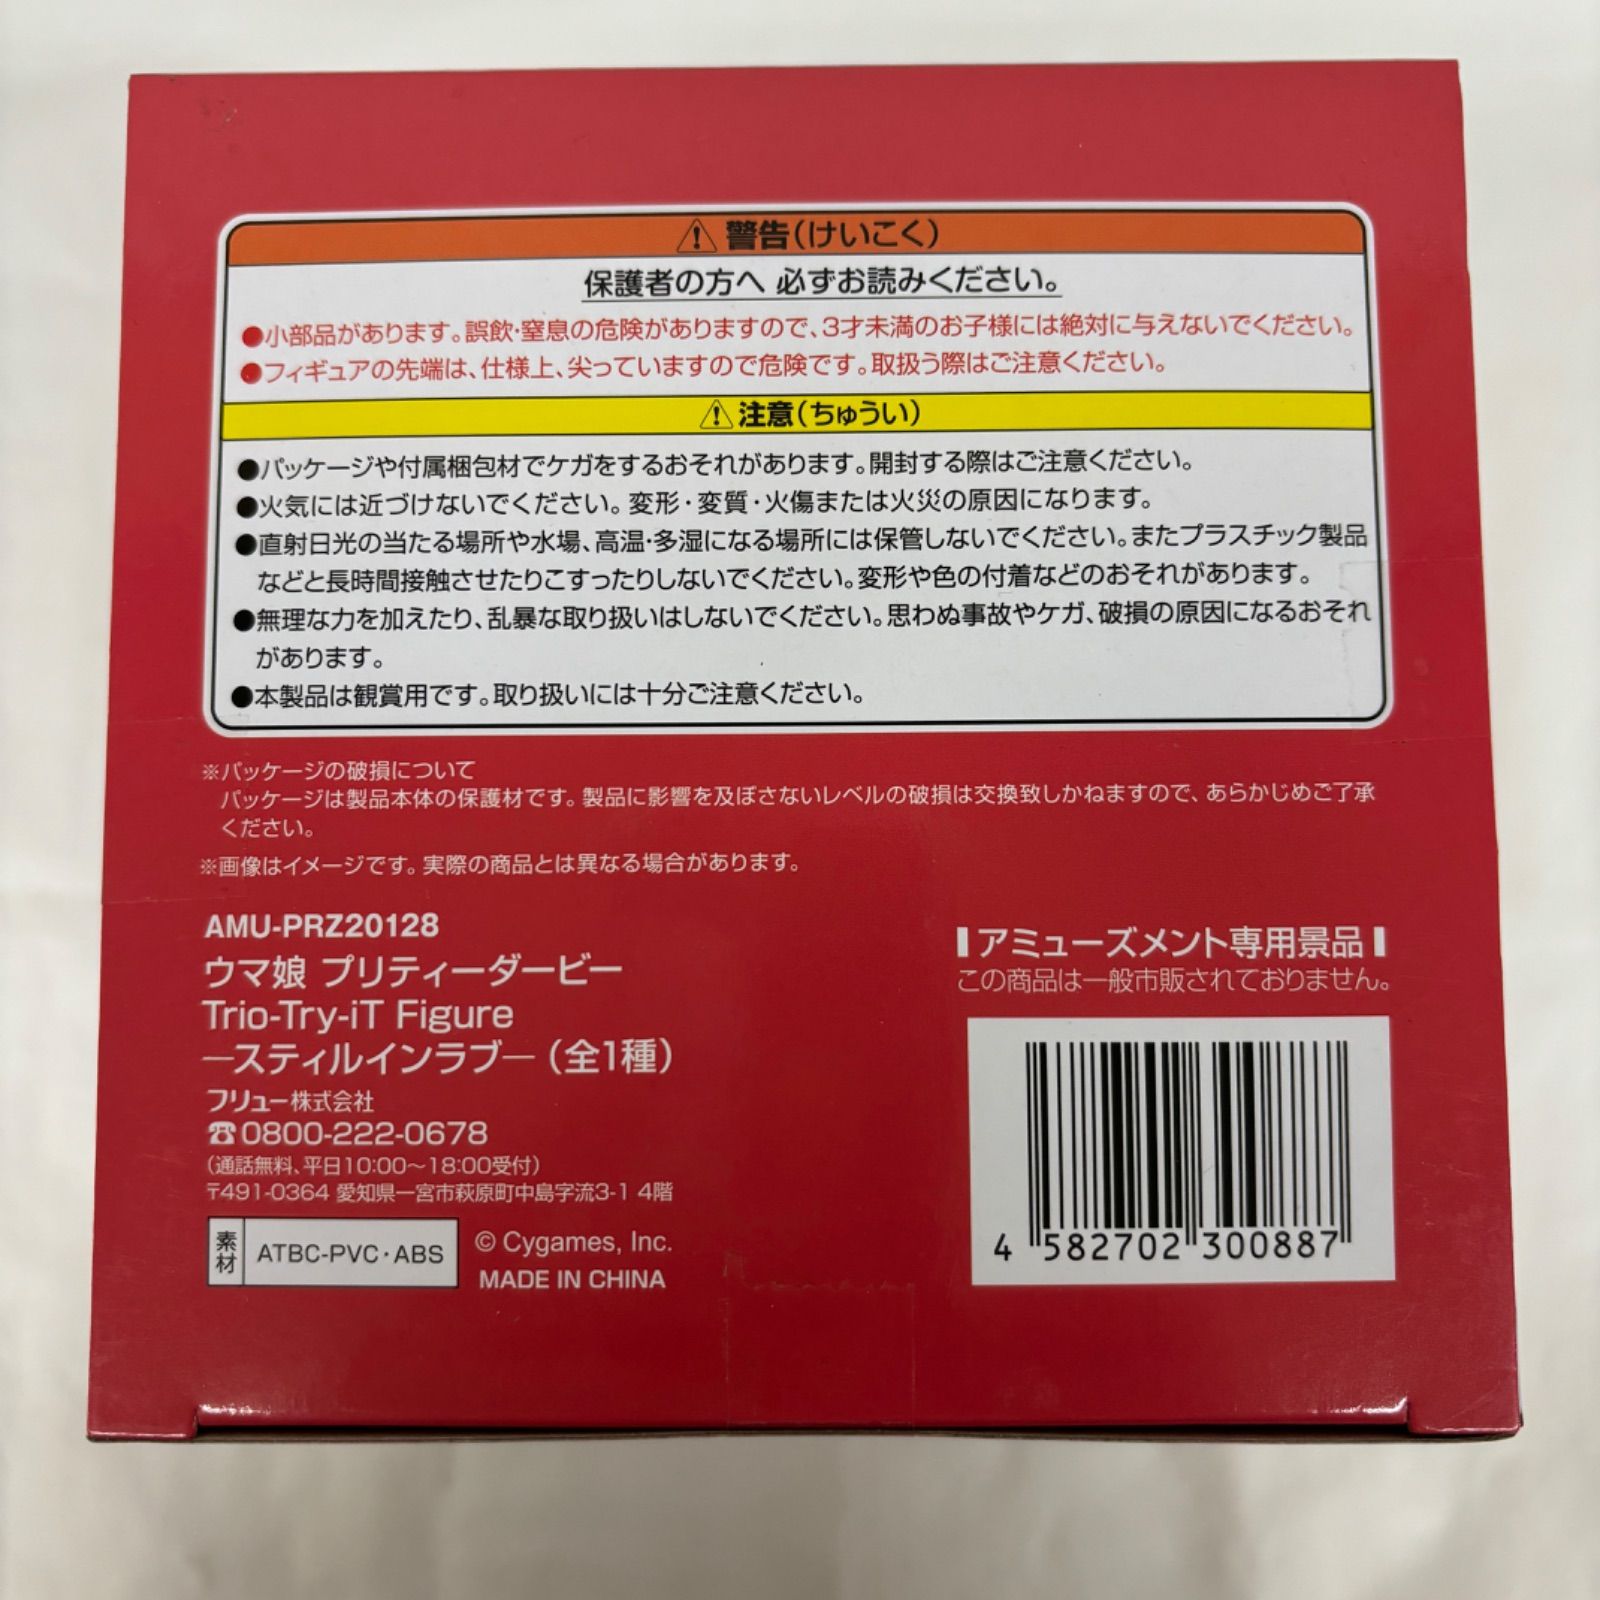 ⚠警告(けいこく)
保護者の方へ 必ずお読みください。
●小部品があります。誤飲・窒息の危険がありますので、3才未満のお子様には絶対に与えないでください。
●フィギュアの先端は、仕様上、尖っていますので危険です。取扱う際はご注意ください。
⚠注意(ちゅうい)
●パッケージや付属梱包材でケガをするおそれがあります。開封する際はご注意ください。
●火気には近づけないでください。変形・変質・火傷または火災の原因になります。
●直射日光の当たる場所や水場、高温・多湿になる場所には保管しないでください。またプラスチック製品
などと長時間接触させたりこすったりしないでください。変形や色の付着などのおそれがあります。
●無理な力を加えたり、乱暴な取り扱いはしないでください。思わぬ事故やケガ、破損の原因になるおそれ
があります。
●本製品は観賞用です。取り扱いには十分ご注意ください。
※パッケージの破損について
パッケージは製品本体の保護材です。製品に影響を及ぼさないレベルの破損は交換致しかねますので、あらかじめご了承
ください。
※画像はイメージです。実際の商品とは異なる場合があります。
AMU-PRZ20128
ウマ娘 プリティーダービー
Trio-Try-iT Figure
―スティルインラブ―(全1種)
フリュー株式会社
☎0800-222-0678
(通話無料、平日10:00～18:00受付)
〒491-0364 愛知県一宮市萩原町中島字流3-1 4階
素材 ATBC-PVC・ABS
© Cygames, Inc.
MADE IN CHINA
アミューズメント専用景品
この商品は一般市販されておりません。
4 582702 300887